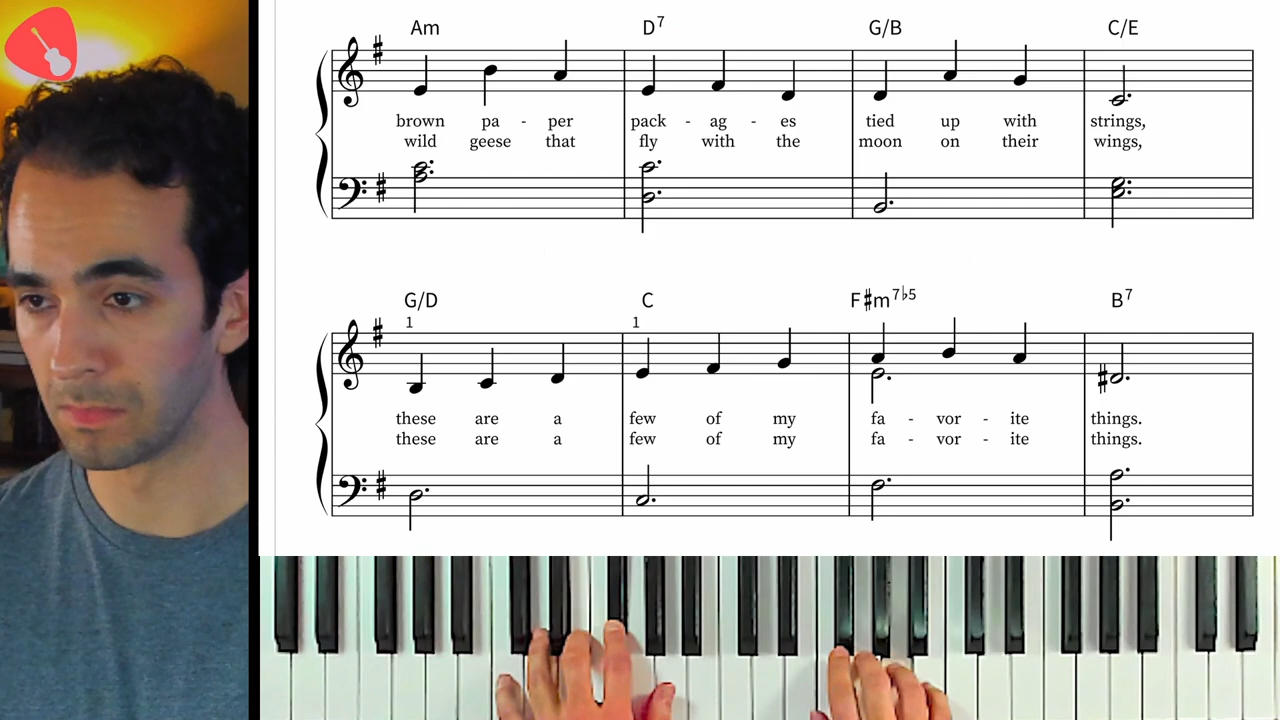 Am D7 G/B C/E
brown pa - per pack - ag - es tied up with strings,
wild geese that fly with the moon on their wings,
G/D C F#m7♭5 B7
1 1
these are a few of my fa - vor - ite things.
these are a few of my fa - vor - ite things.